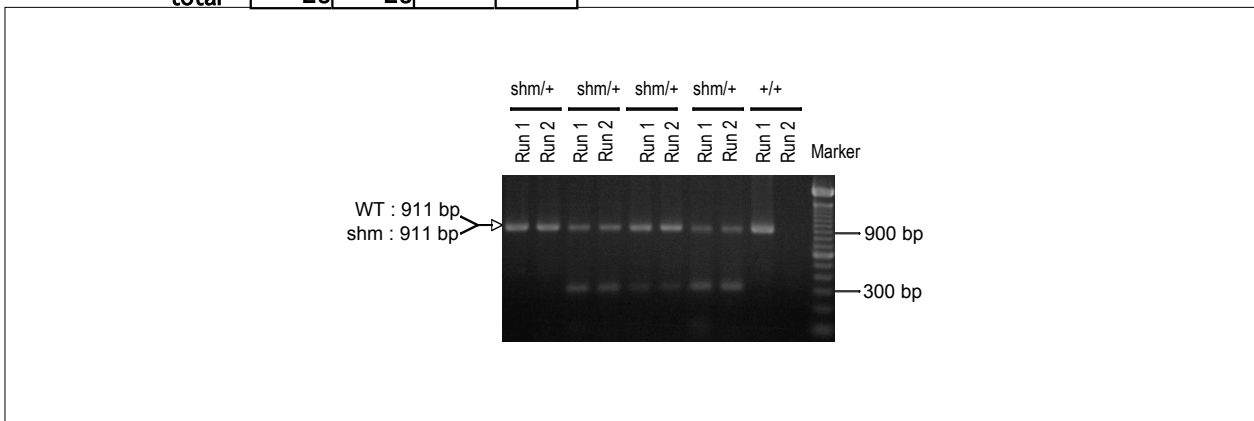 total
shm/+ shm/+ shm/+ shm/+ +/+
Run 1 Run 2 Run 1 Run 2 Run 1 Run 2 Run 1 Run 2 Run 1 Run 2 Marker
WT : 911 bp
shm : 911 bp
900 bp
300 bp